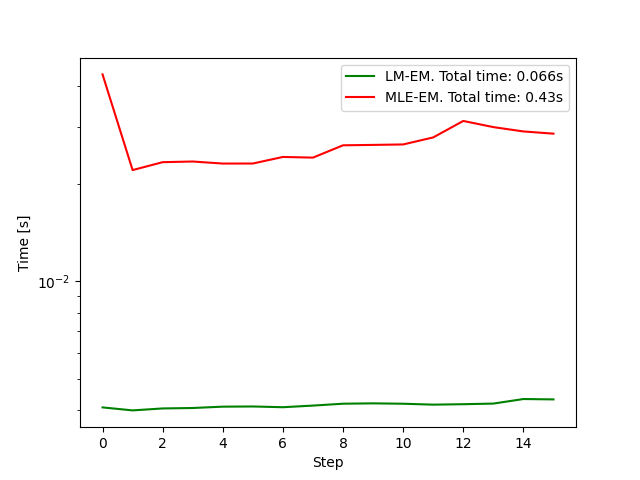 LM-EM. Total time: 0.066s
MLE-EM. Total time: 0.43s
Time [s]
10⁻²
0 2 4 6 8 10 12 14
Step